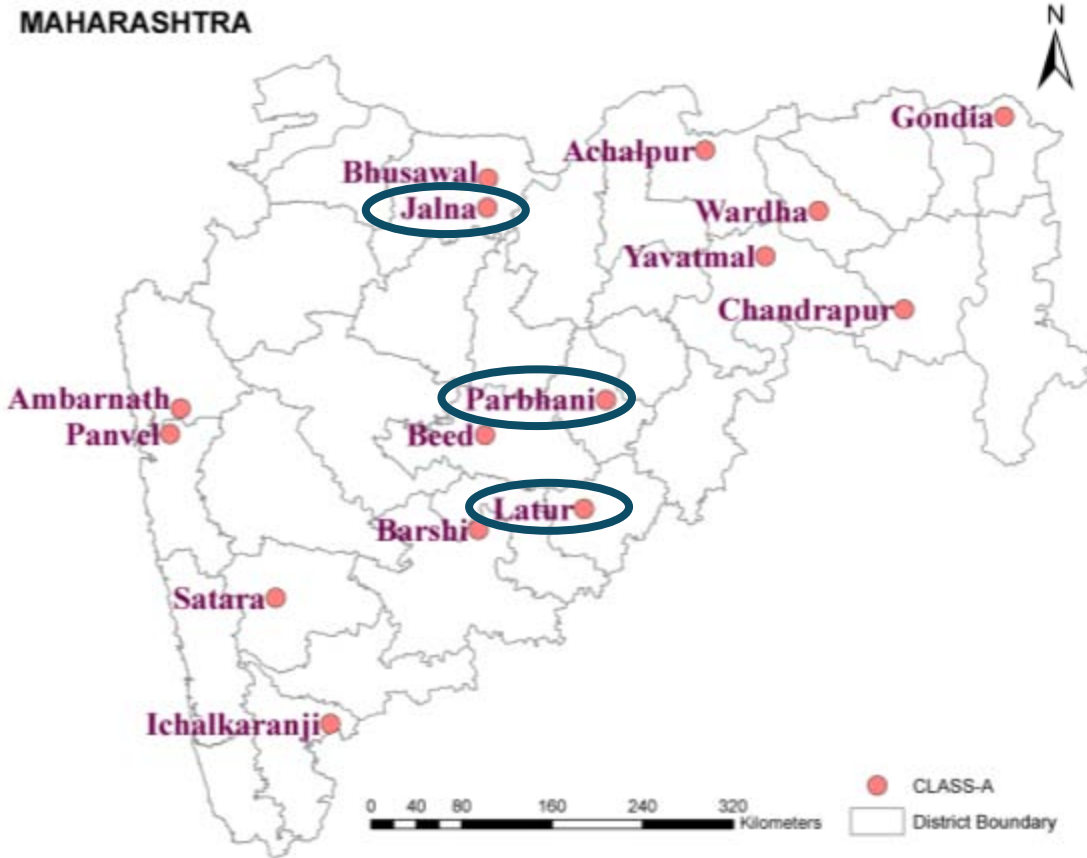 MAHARASHTRA
N
Gondia
Achalpur
Bhusawal
Jalna
Wardha
Yavatmal
Chandrapur
Parbhani
Ambarnath
Panvel
Beed
Latur
Barshi
Satara
Ichalkaranji
CLASS-A
0 40 80 160 240 320
Kilometers
District Boundary